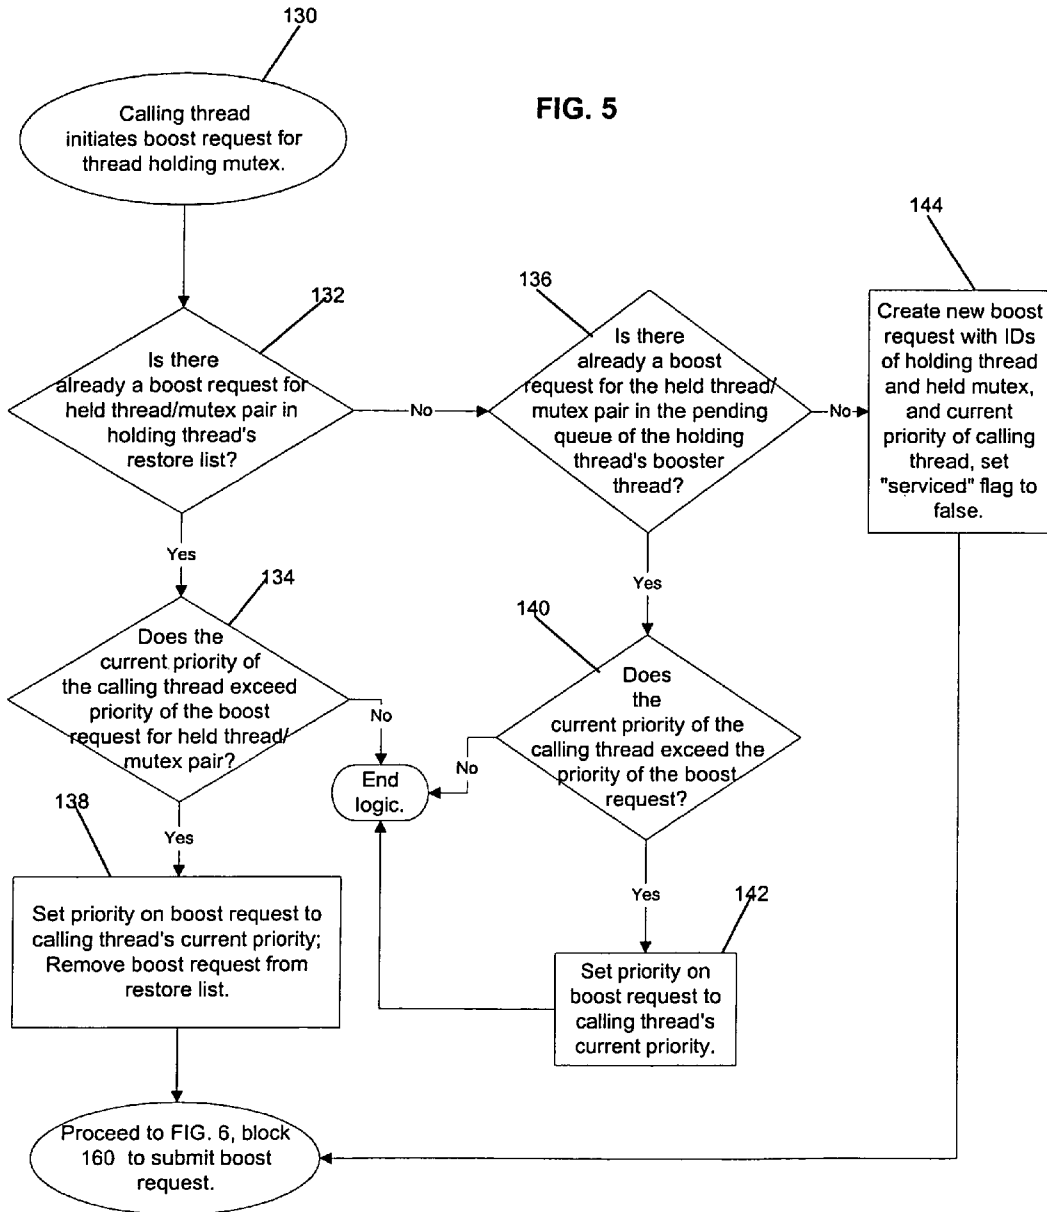 130
Calling thread
initiates boost request for
thread holding mutex.
FIG. 5
132
Is there
already a boost request for
held thread/mutex pair in
holding thread's
restore list?
No
136
Is there
already a boost
request for the held thread/
mutex pair in the pending
queue of the holding
thread's booster
thread?
No
144
Create new boost
request with IDs
of holding thread
and held mutex,
and current
priority of calling
thread, set
"serviced" flag to
false.
Yes
134
Does the
current priority of
the calling thread exceed
priority of the boost
request for held thread/
mutex pair?
No
Yes
140
Does
the
current priority of the
calling thread exceed the
priority of the boost
request?
No
End
logic.
Yes
138
Set priority on boost request to
calling thread's current priority;
Remove boost request from
restore list.
Yes
142
Set priority on
boost request to
calling thread's
current priority.
Proceed to FIG. 6, block
160 to submit boost
request.